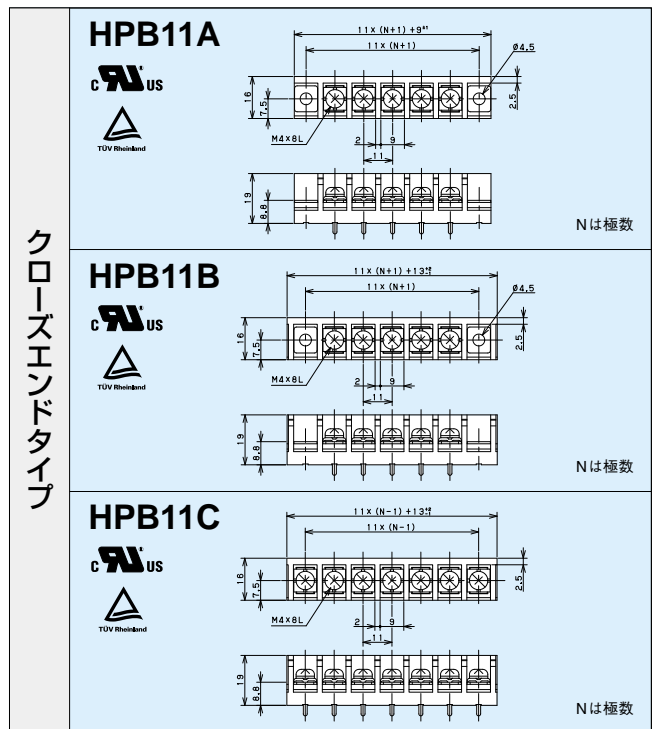 クローズエンドタイプ
HPB11A
c RU® US
TÜV Rheinland
11× (N+1) +9±1
11× (N+1)
Ø4.5
16
7.5
2.5
M4×8L
2
9
11
19
8.8
Nは極数
HPB11B
c RU® US
TÜV Rheinland
11× (N+1) +13
11× (N+1)
Ø4.5
16
7.5
2.5
M4×8L
2
9
11
19
8.8
Nは極数
HPB11C
c RU® US
TÜV Rheinland
11× (N-1) +13
11× (N-1)
16
7.5
2.5
M4×8L
2
9
11
19
8.8
Nは極数